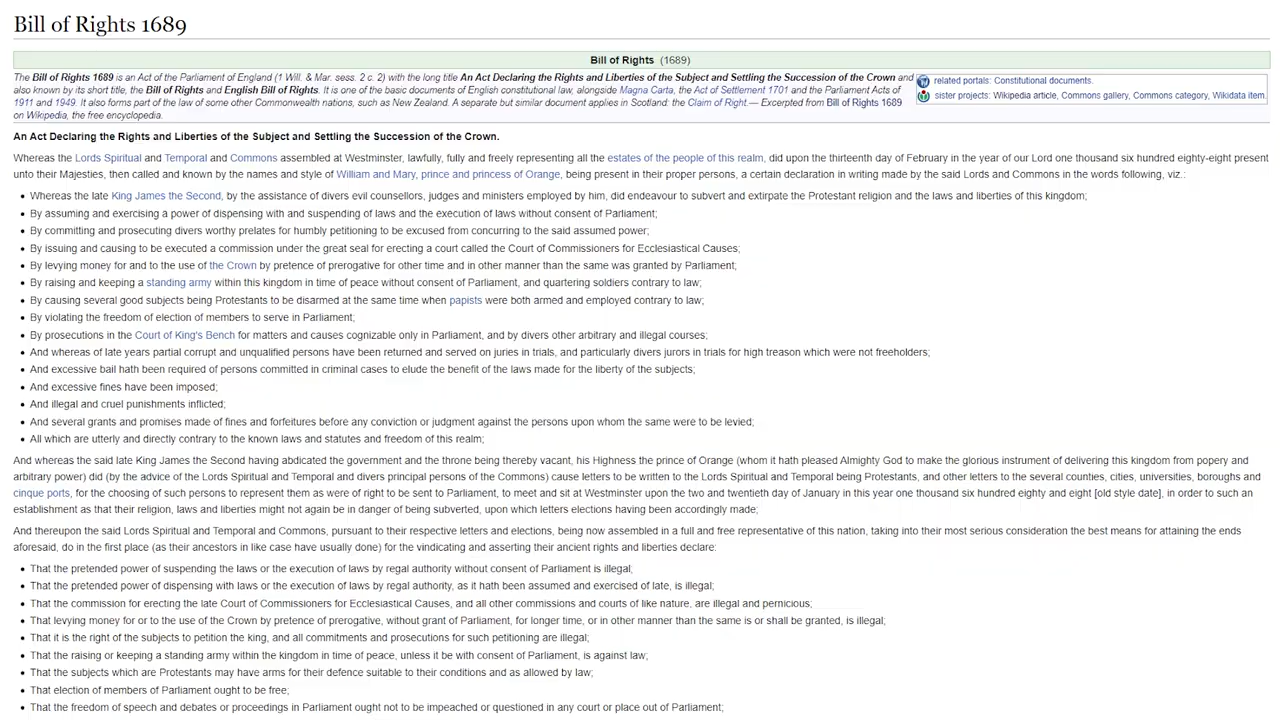 Bill of Rights 1689
Bill of Rights (1689)
The Bill of Rights 1689 is an Act of the Parliament of England (1 Will. & Mar. sess. 2 c. 2) with the long title An Act Declaring the Rights and Liberties of the Subject and Settling the Succession of the Crown and
also known by its short title, the Bill of Rights and English Bill of Rights. It is one of the basic documents of English constitutional law, alongside Magna Carta, the Act of Settlement 1701 and the Parliament Acts of
1911 and 1949. It also forms part of the law of some other Commonwealth nations, such as New Zealand. A separate but similar document applies in Scotland: the Claim of Right.— Excerpted from Bill of Rights 1689
on Wikipedia, the free encyclopedia.
related portals: Constitutional documents.
sister projects: Wikipedia article, Commons gallery, Commons category, Wikidata item.
An Act Declaring the Rights and Liberties of the Subject and Settling the Succession of the Crown.
Whereas the Lords Spiritual and Temporal and Commons assembled at Westminster, lawfully, fully and freely representing all the estates of the people of this realm, did upon the thirteenth day of February in the year of our Lord one thousand six hundred eighty-eight present
unto their Majesties, then called and known by the names and style of William and Mary, prince and princess of Orange, being present in their proper persons, a certain declaration in writing made by the said Lords and Commons in the words following, viz.:
• Whereas the late King James the Second, by the assistance of divers evil counsellors, judges and ministers employed by him, did endeavour to subvert and extirpate the Protestant religion and the laws and liberties of this kingdom;
• By assuming and exercising a power of dispensing with and suspending of laws and the execution of laws without consent of Parliament;
• By committing and prosecuting divers worthy prelates for humbly petitioning to be excused from concurring to the said assumed power;
• By issuing and causing to be executed a commission under the great seal for erecting a court called the Court of Commissioners for Ecclesiastical Causes;
• By levying money for and to the use of the Crown by pretence of prerogative for other time and in other manner than the same was granted by Parliament;
• By raising and keeping a standing army within this kingdom in time of peace without consent of Parliament, and quartering soldiers contrary to law;
• By causing several good subjects being Protestants to be disarmed at the same time when papists were both armed and employed contrary to law;
• By violating the freedom of election of members to serve in Parliament;
• By prosecutions in the Court of King's Bench for matters and causes cognizable only in Parliament, and by divers other arbitrary and illegal courses;
• And whereas of late years partial corrupt and unqualified persons have been returned and served on juries in trials, and particularly divers jurors in trials for high treason which were not freeholders;
• And excessive bail hath been required of persons committed in criminal cases to elude the benefit of the laws made for the liberty of the subjects;
• And excessive fines have been imposed;
• And illegal and cruel punishments inflicted;
• And several grants and promises made of fines and forfeitures before any conviction or judgment against the persons upon whom the same were to be levied;
• All which are utterly and directly contrary to the known laws and statutes and freedom of this realm;
And whereas the said late King James the Second having abdicated the government and the throne being thereby vacant, his Highness the prince of Orange (whom it hath pleased Almighty God to make the glorious instrument of delivering this kingdom from popery and
arbitrary power) did (by the advice of the Lords Spiritual and Temporal and divers principal persons of the Commons) cause letters to be written to the Lords Spiritual and Temporal being Protestants, and other letters to the several counties, cities, universities, boroughs and
cinque ports, for the choosing of such persons to represent them as were of right to be sent to Parliament, to meet and sit at Westminster upon the two and twentieth day of January in this year one thousand six hundred eighty and eight [old style date], in order to such an
establishment as that their religion, laws and liberties might not again be in danger of being subverted, upon which letters elections having been accordingly made;
And thereupon the said Lords Spiritual and Temporal and Commons, pursuant to their respective letters and elections, being now assembled in a full and free representative of this nation, taking into their most serious consideration the best means for attaining the ends
aforesaid, do in the first place (as their ancestors in like case have usually done) for the vindicating and asserting their ancient rights and liberties declare:
• That the pretended power of suspending the laws or the execution of laws by regal authority without consent of Parliament is illegal;
• That the pretended power of dispensing with laws or the execution of laws by regal authority, as it hath been assumed and exercised of late, is illegal;
• That the commission for erecting the late Court of Commissioners for Ecclesiastical Causes, and all other commissions and courts of like nature, are illegal and pernicious;
• That levying money for or to the use of the Crown by pretence of prerogative, without grant of Parliament, for longer time, or in other manner than the same is or shall be granted, is illegal;
• That it is the right of the subjects to petition the king, and all commitments and prosecutions for such petitioning are illegal;
• That the raising or keeping a standing army within the kingdom in time of peace, unless it be with consent of Parliament, is against law;
• That the subjects which are Protestants may have arms for their defence suitable to their conditions and as allowed by law;
• That election of members of Parliament ought to be free;
• That the freedom of speech and debates or proceedings in Parliament ought not to be impeached or questioned in any court or place out of Parliament;